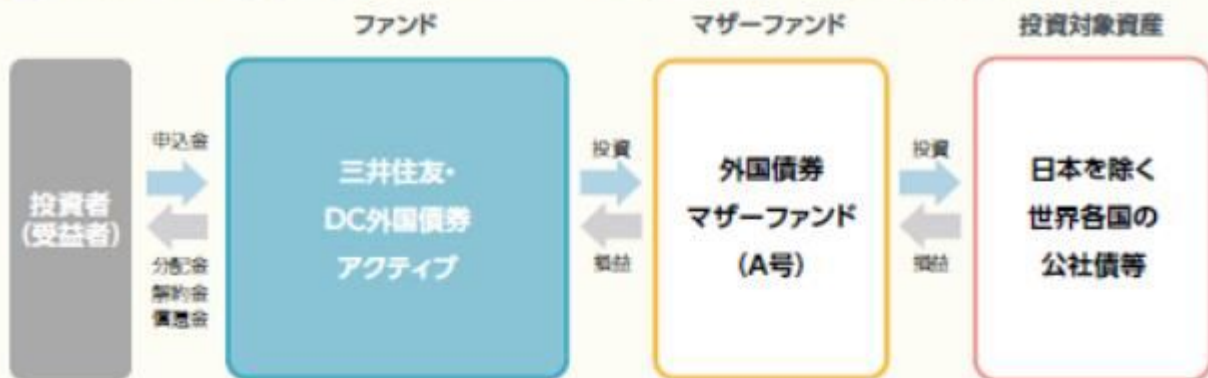 ファンド
マザーファンド
投資対象資産
投資者
(受益者)
申込金
分配金
解約金
償還金
三井住友・
DC外国債券
アクティブ
投資
損益
外国債券
マザーファンド
(A号)
投資
損益
日本を除く
世界各国の
公社債等